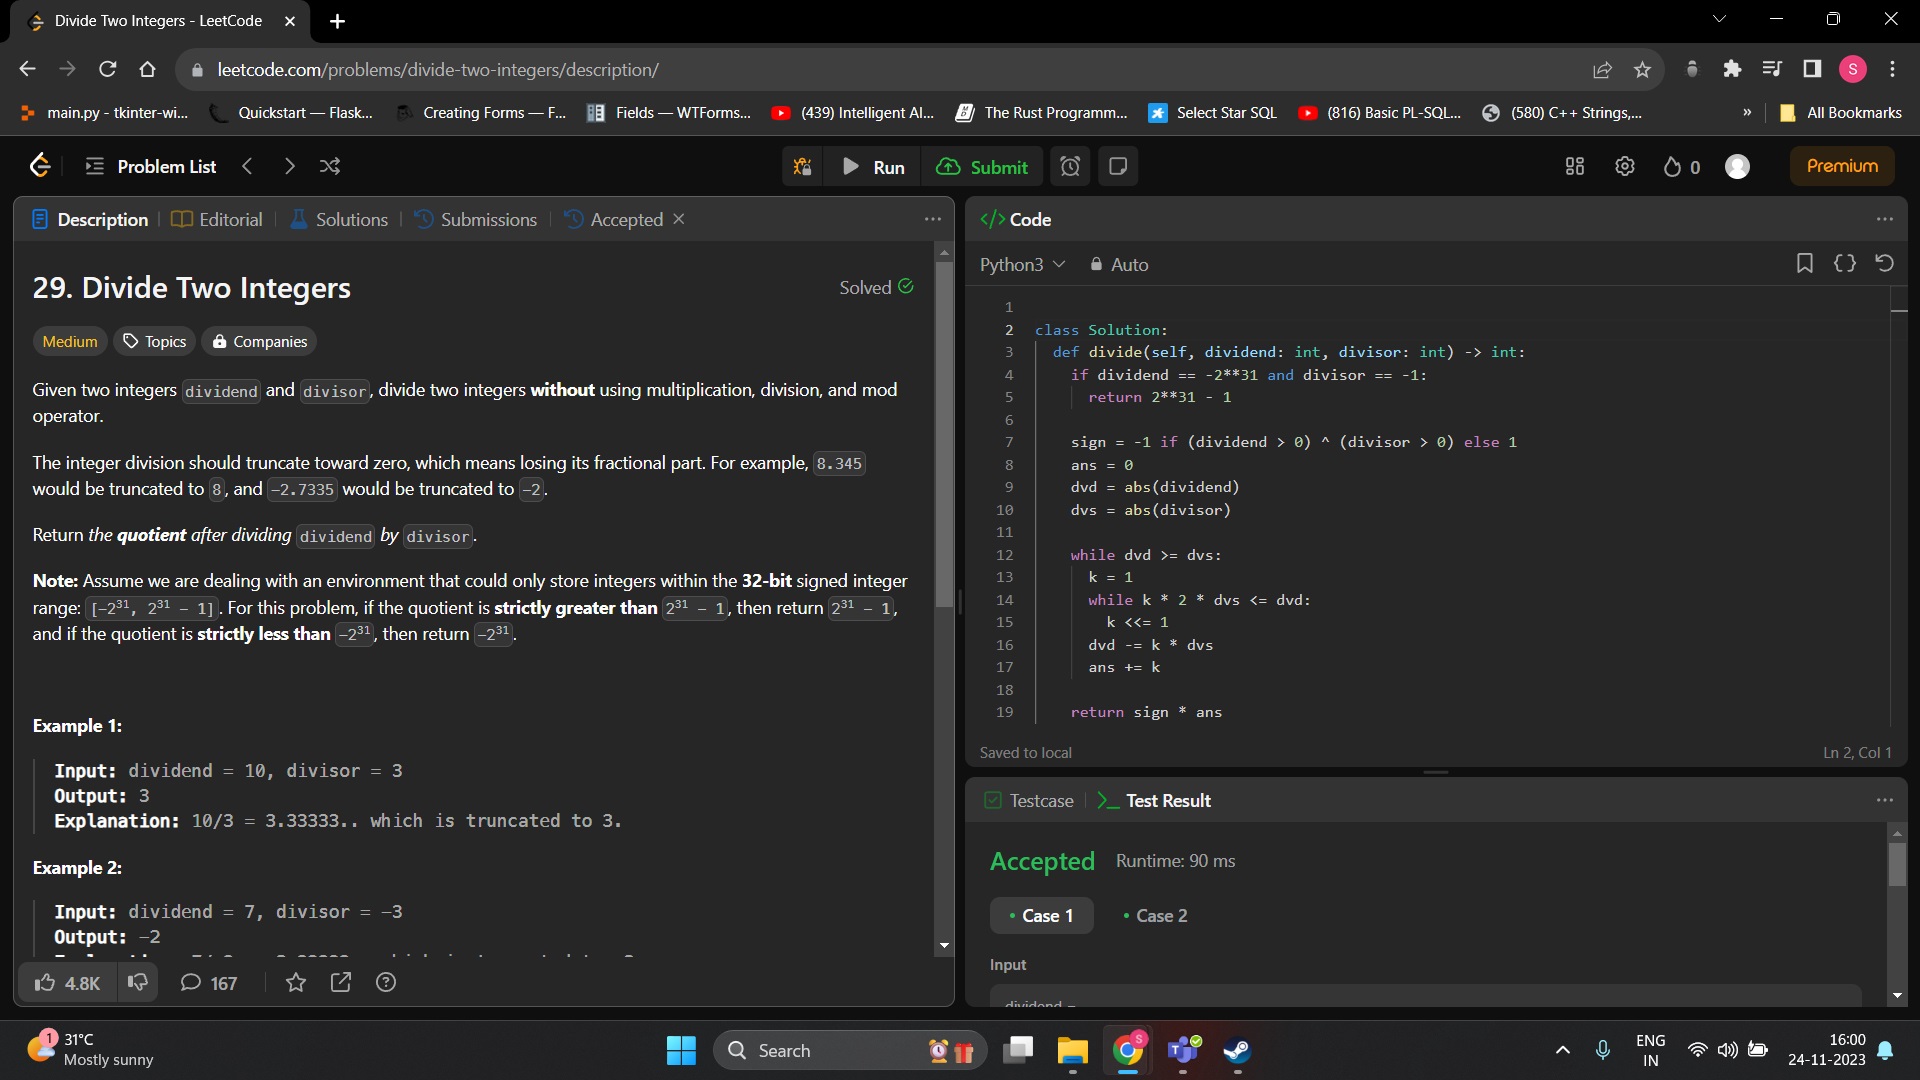 Divide Two Integers - LeetCode
leetcode.com/problems/divide-two-integers/description/
S
main.py - tkinter-wi...
Quickstart — Flask...
Creating Forms — F...
Fields — WTForms...
(439) Intelligent AI...
The Rust Programm...
Select Star SQL
(816) Basic PL-SQL...
(580) C++ Strings,...
»
All Bookmarks
Problem List
Run
Submit
0
Premium
Description
Editorial
Solutions
Submissions
Accepted
29. Divide Two Integers
Solved
Medium
Topics
Companies
Given two integers dividend and divisor, divide two integers without using multiplication, division, and mod
operator.
The integer division should truncate toward zero, which means losing its fractional part. For example, 8.345
would be truncated to 8, and -2.7335 would be truncated to -2.
Return the quotient after dividing dividend by divisor.
Note: Assume we are dealing with an environment that could only store integers within the 32-bit signed integer
range: [−2³¹, 2³¹ − 1]. For this problem, if the quotient is strictly greater than 2³¹ − 1, then return 2³¹ − 1,
and if the quotient is strictly less than −2³¹, then return −2³¹.
Example 1:
Input: dividend = 10, divisor = 3
Output: 3
Explanation: 10/3 = 3.33333.. which is truncated to 3.
Example 2:
Input: dividend = 7, divisor = -3
Output: -2
4.8K
167
</> Code
Python3
Auto
1
2 class Solution:
3 def divide(self, dividend: int, divisor: int) -> int:
4 if dividend == -2**31 and divisor == -1:
5 return 2**31 - 1
6
7 sign = -1 if (dividend > 0) ^ (divisor > 0) else 1
8 ans = 0
9 dvd = abs(dividend)
10 dvs = abs(divisor)
11
12 while dvd >= dvs:
13 k = 1
14 while k * 2 * dvs <= dvd:
15 k <<= 1
16 dvd -= k * dvs
17 ans += k
18
19 return sign * ans
Saved to local
Ln 2, Col 1
Testcase
Test Result
Accepted
Runtime: 90 ms
• Case 1
• Case 2
Input
dividend =
1
31°C
Mostly sunny
Search
S
ENG
IN
16:00
24-11-2023